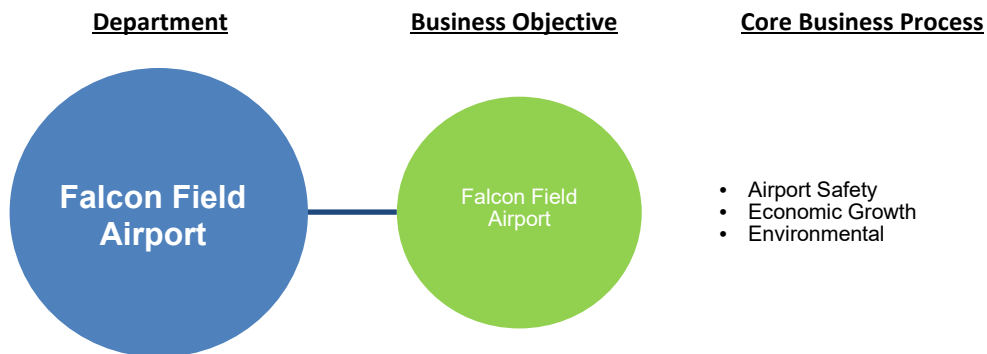 Department
Business Objective
Core Business Process
Falcon Field
Airport
Falcon Field
Airport
• Airport Safety
• Economic Growth
• Environmental